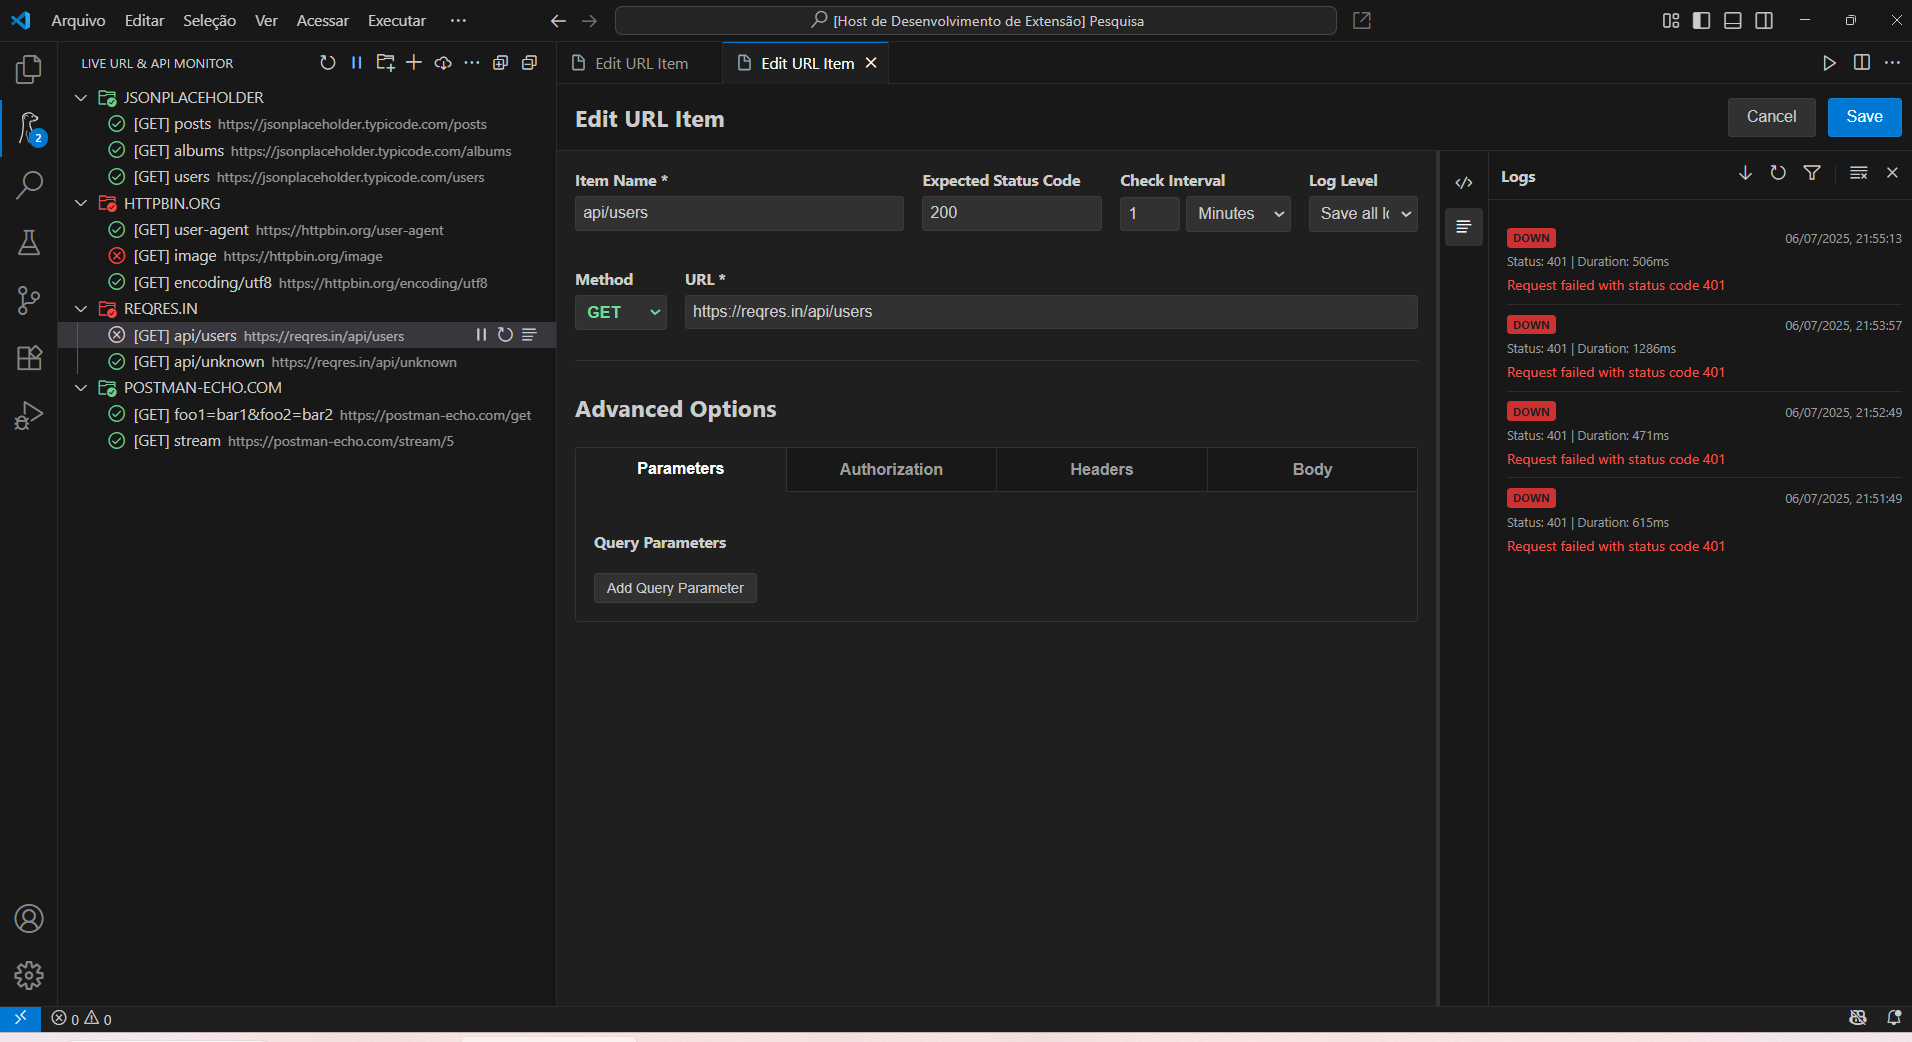 Arquivo Editar Seleção Ver Acessar Executar
[Host de Desenvolvimento de Extensão] Pesquisa
LIVE URL & API MONITOR
2
JSONPLACEHOLDER
[GET] posts https://jsonplaceholder.typicode.com/posts
[GET] albums https://jsonplaceholder.typicode.com/albums
[GET] users https://jsonplaceholder.typicode.com/users
HTTPBIN.ORG
[GET] user-agent https://httpbin.org/user-agent
[GET] image https://httpbin.org/image
[GET] encoding/utf8 https://httpbin.org/encoding/utf8
REQRES.IN
[GET] api/users https://reqres.in/api/users
[GET] api/unknown https://reqres.in/api/unknown
POSTMAN-ECHO.COM
[GET] foo1=bar1&foo2=bar2 https://postman-echo.com/get
[GET] stream https://postman-echo.com/stream/5
Edit URL Item
Edit URL Item
Edit URL Item
Cancel
Save
Item Name *
Expected Status Code
Check Interval
Log Level
api/users
200
1
Minutes
Save all l
Method
URL *
GET
https://reqres.in/api/users
Advanced Options
Parameters
Authorization
Headers
Body
Query Parameters
Add Query Parameter
Logs
DOWN 06/07/2025, 21:55:13
Status: 401 | Duration: 506ms
Request failed with status code 401
DOWN 06/07/2025, 21:53:57
Status: 401 | Duration: 1286ms
Request failed with status code 401
DOWN 06/07/2025, 21:52:49
Status: 401 | Duration: 471ms
Request failed with status code 401
DOWN 06/07/2025, 21:51:49
Status: 401 | Duration: 615ms
Request failed with status code 401
0 0